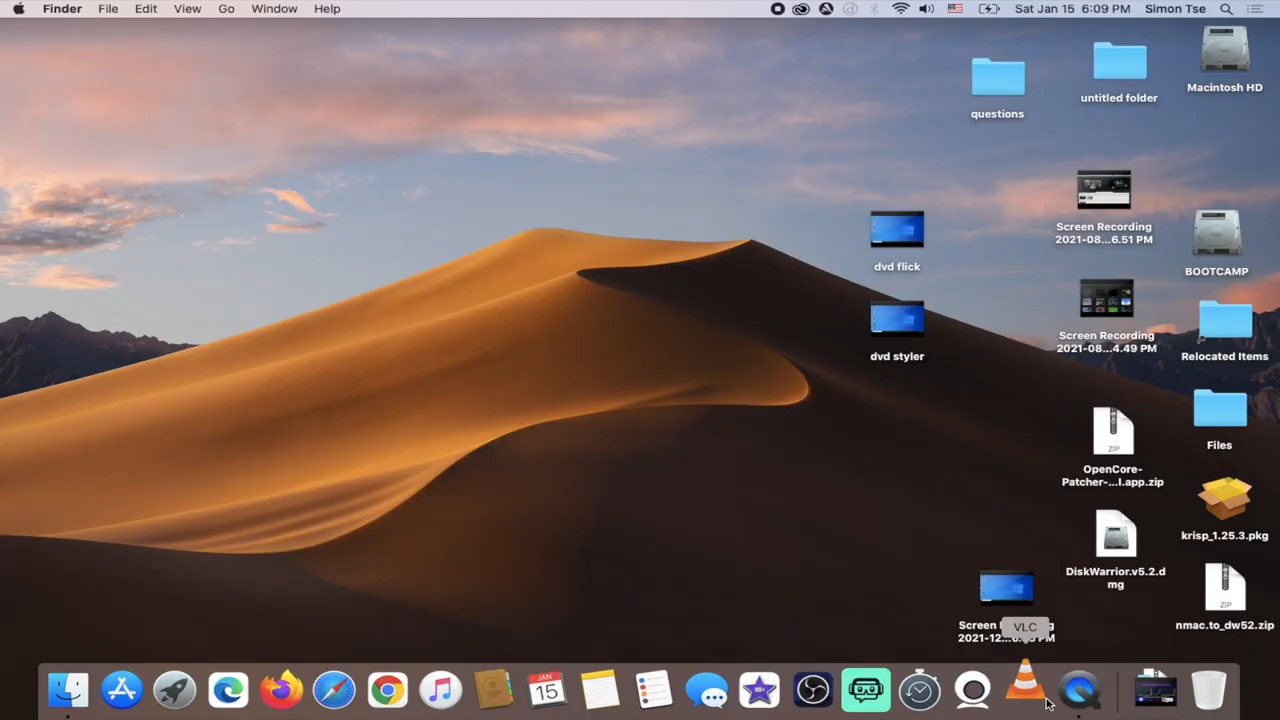 Finder File Edit View Go Window Help
Sat Jan 15 6:09 PM Simon Tse
questions
untitled folder
Macintosh HD
Screen Recording
2021-08...6.51 PM
BOOTCAMP
dvd flick
Screen Recording
2021-08...4.49 PM
Relocated Items
dvd styler
Files
ZIP
OpenCore-
Patcher-...I.app.zip
krisp_1.25.3.pkg
DiskWarrior.v5.2.d
mg
ZIP
nmac.to_dw52.zip
VLC
2021-12
JAN
15